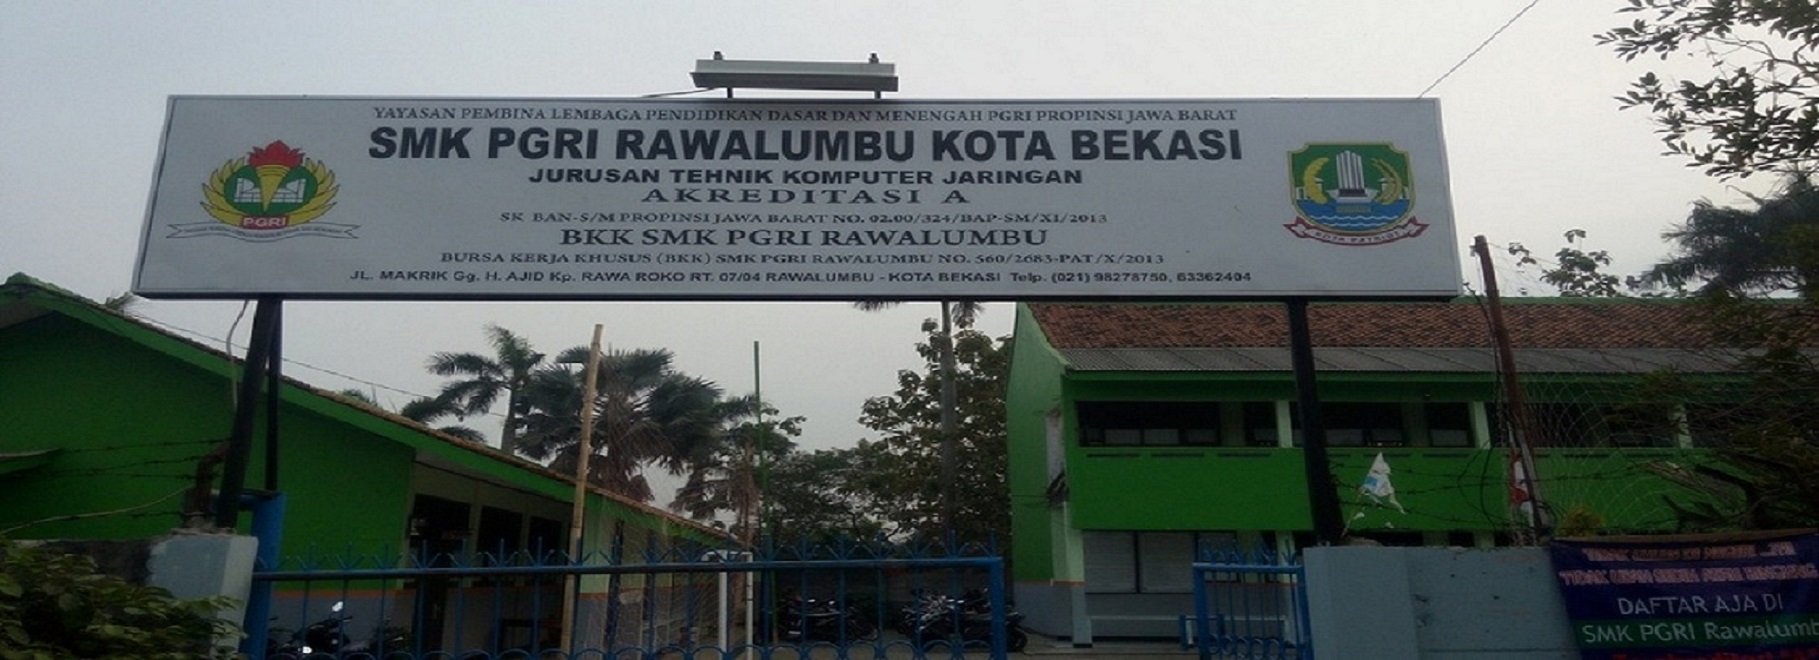 YAYASAN PEMBINA LEMBAGA PENDIDIKAN DASAR DAN MENENGAH PGRI PROPINSI JAWA BARAT
SMK PGRI RAWALUMBU KOTA BEKASI
JURUSAN TEHNIK KOMPUTER JARINGAN
AKREDITASI A
SK BAN-S/M PROPINSI JAWA BARAT NO. 02.00/324/BAP-SM/XI/2013
BKK SMK PGRI RAWALUMBU
BURSA KERJA KHUSUS (BKK) SMK PGRI RAWALUMBU NO. 560/2683-PAT/X/2013
JL. MAKRIK Gg. H. AJID Kp. RAWA ROKO RT. 07/04 RAWALUMBU - KOTA BEKASI Telp. (021) 98278750, 63362404
PGRI
KOTA PATRIOT
DAFTAR AJA DI
SMK PGRI Rawalumb